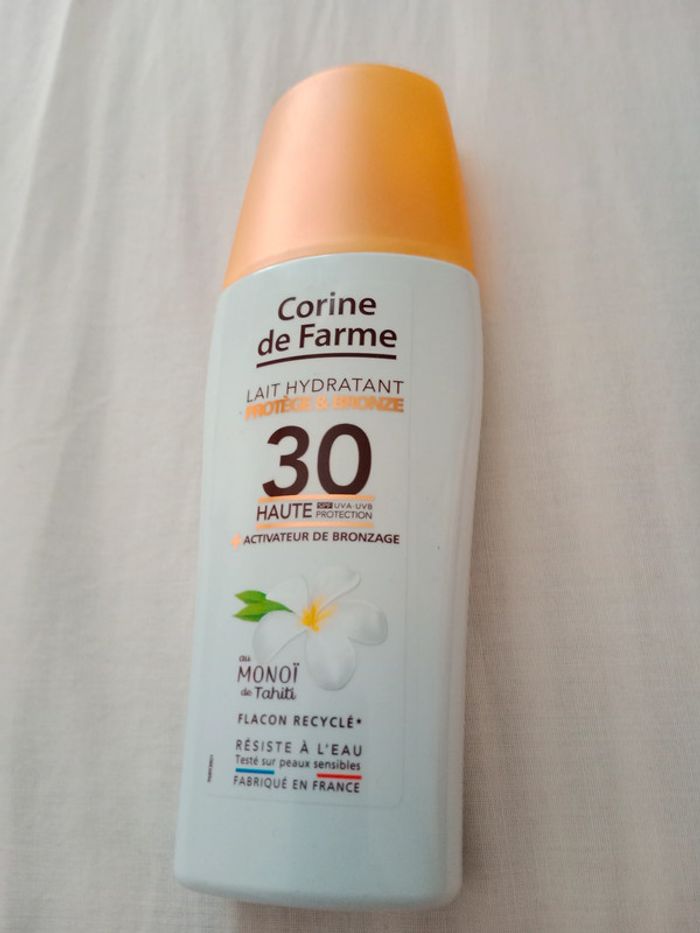 Corine
de Farme
LAIT HYDRATANT
PROTÈGE & BRONZE
30
HAUTE SPF UVA-UVB
PROTECTION
+ ACTIVATEUR DE BRONZAGE
au
MONOÏ
de Tahiti
FLACON RECYCLÉ*
RÉSISTE À L'EAU
Testé sur peaux sensibles
FABRIQUÉ EN FRANCE